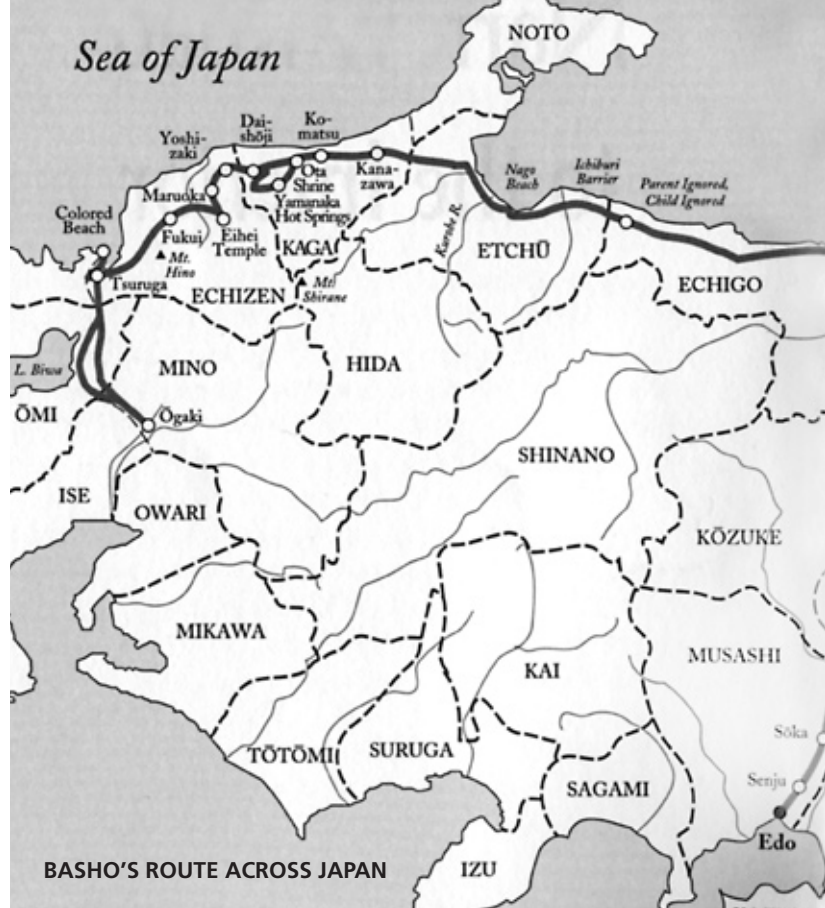 NOTO
Sea of Japan
Dai-
shōji
Ko-
matsu
Yoshi-
zaki
Ota
Shrine
Kana-
zawa
Nago
Beach
Ichiburi
Barrier
Parent Ignored,
Child Ignored
Maruoka
Yamanaka
Hot Springs
Colored
Beach
Fukui
Eihei
Temple
KAGA
Kurobe R.
ETCHŪ
Mt.
Hino
Tsuruga
ECHIZEN
Mt.
Shirane
ECHIGO
L. Biwa
MINO
HIDA
ŌMI
Ōgaki
SHINANO
ISE
OWARI
KŌZUKE
MIKAWA
MUSASHI
KAI
Sōka
TŌTŌMI
SURUGA
SAGAMI
Senju
Edo
BASHO'S ROUTE ACROSS JAPAN
IZU